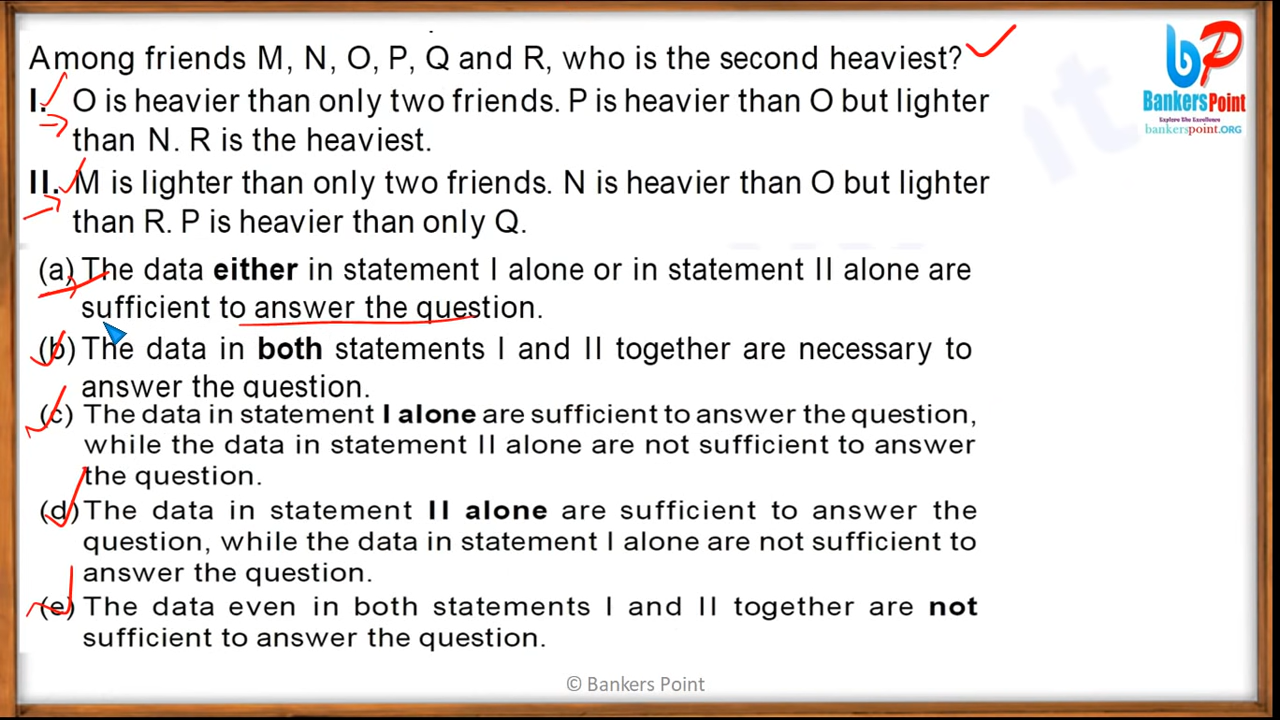 Among friends M, N, O, P, Q and R, who is the second heaviest?
I. O is heavier than only two friends. P is heavier than O but lighter
than N. R is the heaviest.
II. M is lighter than only two friends. N is heavier than O but lighter
than R. P is heavier than only Q.
(a) The data either in statement I alone or in statement II alone are
sufficient to answer the question.
(b) The data in both statements I and II together are necessary to
answer the question.
(c) The data in statement I alone are sufficient to answer the question,
while the data in statement II alone are not sufficient to answer
the question.
(d) The data in statement II alone are sufficient to answer the
question, while the data in statement I alone are not sufficient to
answer the question.
(e) The data even in both statements I and II together are not
sufficient to answer the question.
© Bankers Point
bP
BankersPoint
Explore the Excellence
bankerspoint.ORG